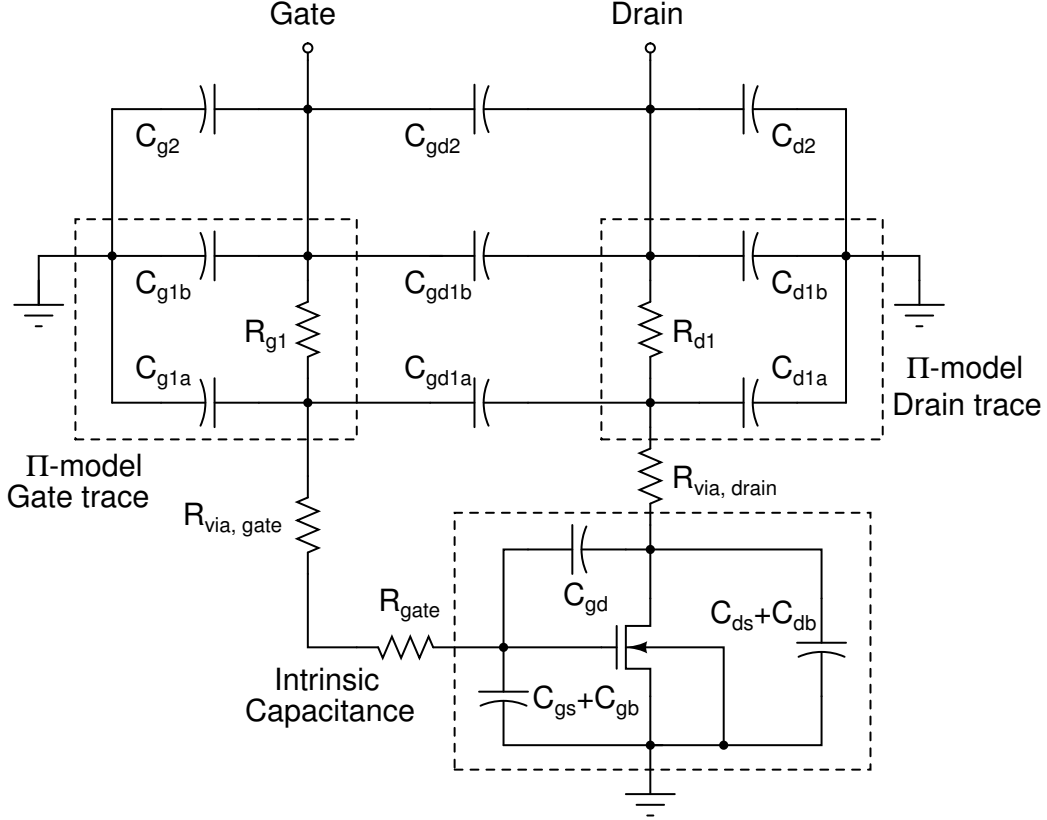 Gate
Drain
C_g2
C_gd2
C_d2
C_g1b
C_gd1b
C_d1b
R_g1
R_d1
C_g1a
C_gd1a
C_d1a
Π-model
Drain trace
Π-model
Gate trace
R_via, gate
R_via, drain
R_gate
C_gd
C_ds+C_db
Intrinsic
Capacitance
C_gs+C_gb